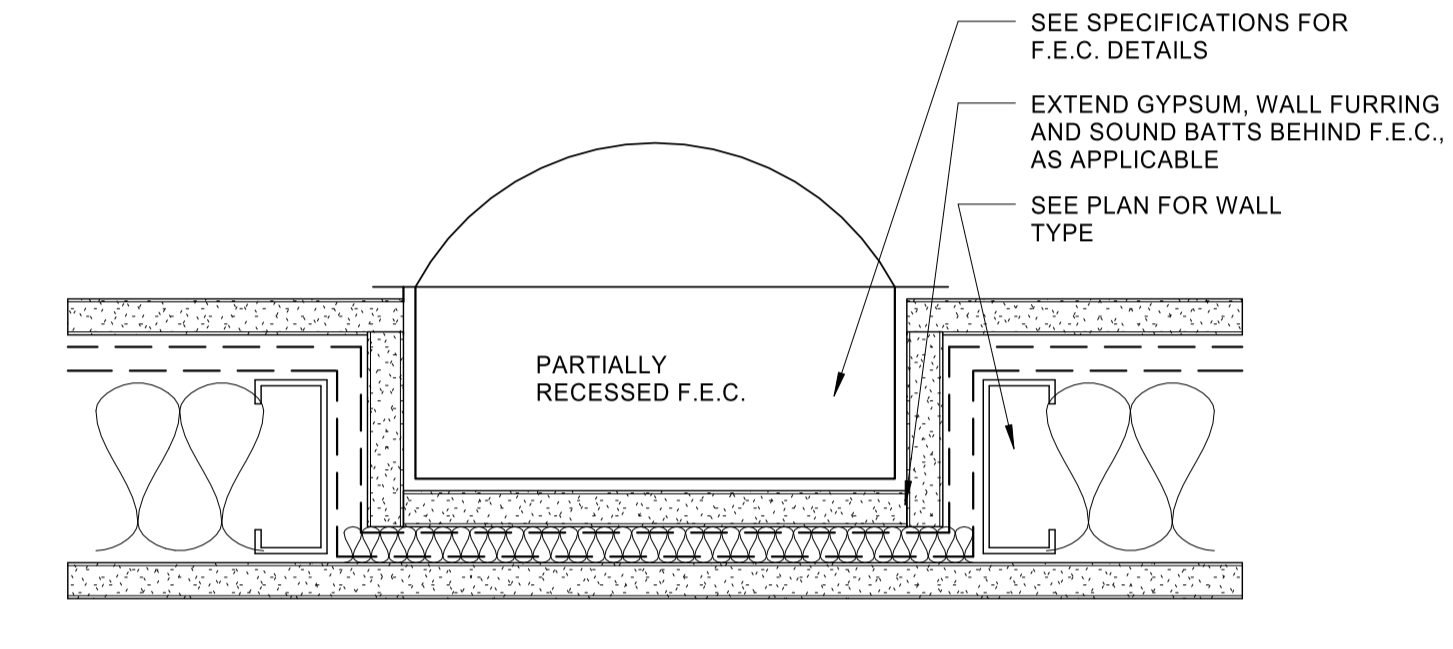 SEE SPECIFICATIONS FOR
F.E.C. DETAILS
EXTEND GYPSUM, WALL FURRING
AND SOUND BATTS BEHIND F.E.C.,
AS APPLICABLE
SEE PLAN FOR WALL
TYPE
PARTIALLY
RECESSED F.E.C.